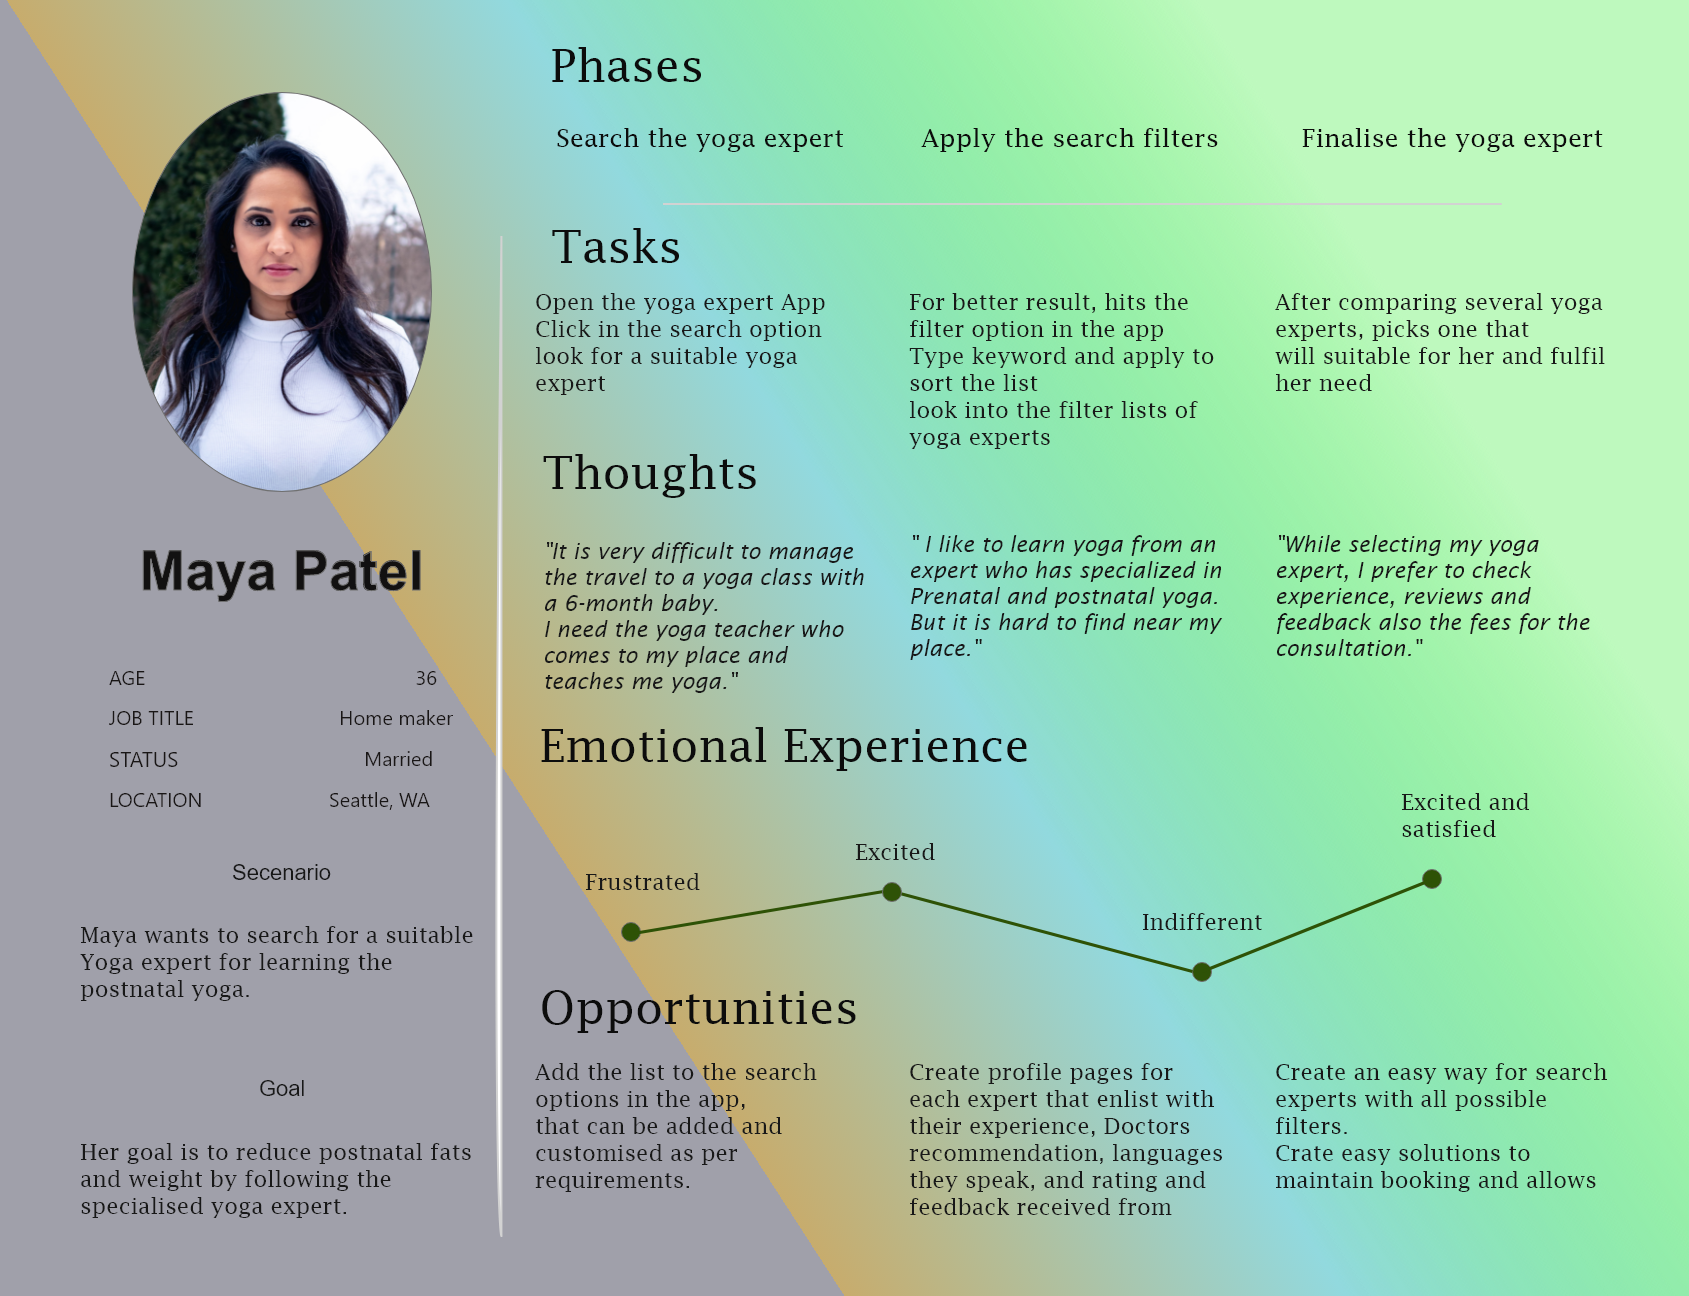 Maya Patel
AGE 36
JOB TITLE Home maker
STATUS Married
LOCATION Seattle, WA
Secenario
Maya wants to search for a suitable
Yoga expert for learning the
postnatal yoga.
Goal
Her goal is to reduce postnatal fats
and weight by following the
specialised yoga expert.
Phases
Search the yoga expert
Apply the search filters
Finalise the yoga expert
Tasks
Open the yoga expert App
Click in the search option
look for a suitable yoga
expert
For better result, hits the
filter option in the app
Type keyword and apply to
sort the list
look into the filter lists of
yoga experts
After comparing several yoga
experts, picks one that
will suitable for her and fulfil
her need
Thoughts
"It is very difficult to manage
the travel to a yoga class with
a 6-month baby.
I need the yoga teacher who
comes to my place and
teaches me yoga."
" I like to learn yoga from an
expert who has specialized in
Prenatal and postnatal yoga.
But it is hard to find near my
place."
"While selecting my yoga
expert, I prefer to check
experience, reviews and
feedback also the fees for the
consultation."
Emotional Experience
Frustrated
Excited
Indifferent
Excited and
satisfied
Opportunities
Add the list to the search
options in the app,
that can be added and
customised as per
requirements.
Create profile pages for
each expert that enlist with
their experience, Doctors
recommendation, languages
they speak, and rating and
feedback received from
Create an easy way for search
experts with all possible
filters.
Crate easy solutions to
maintain booking and allows